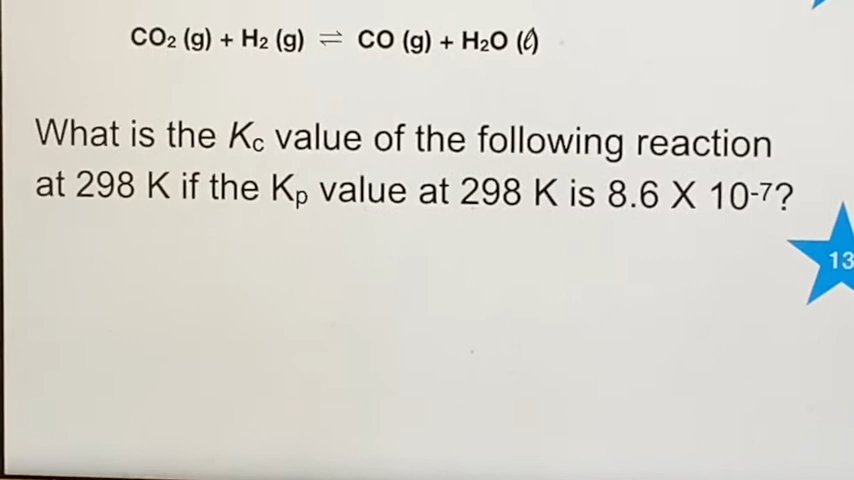 CO₂ (g) + H₂ (g) ⇌ CO (g) + H₂O (ℓ)
What is the Kc value of the following reaction
at 298 K if the Kp value at 298 K is 8.6 X 10⁻⁷?
13